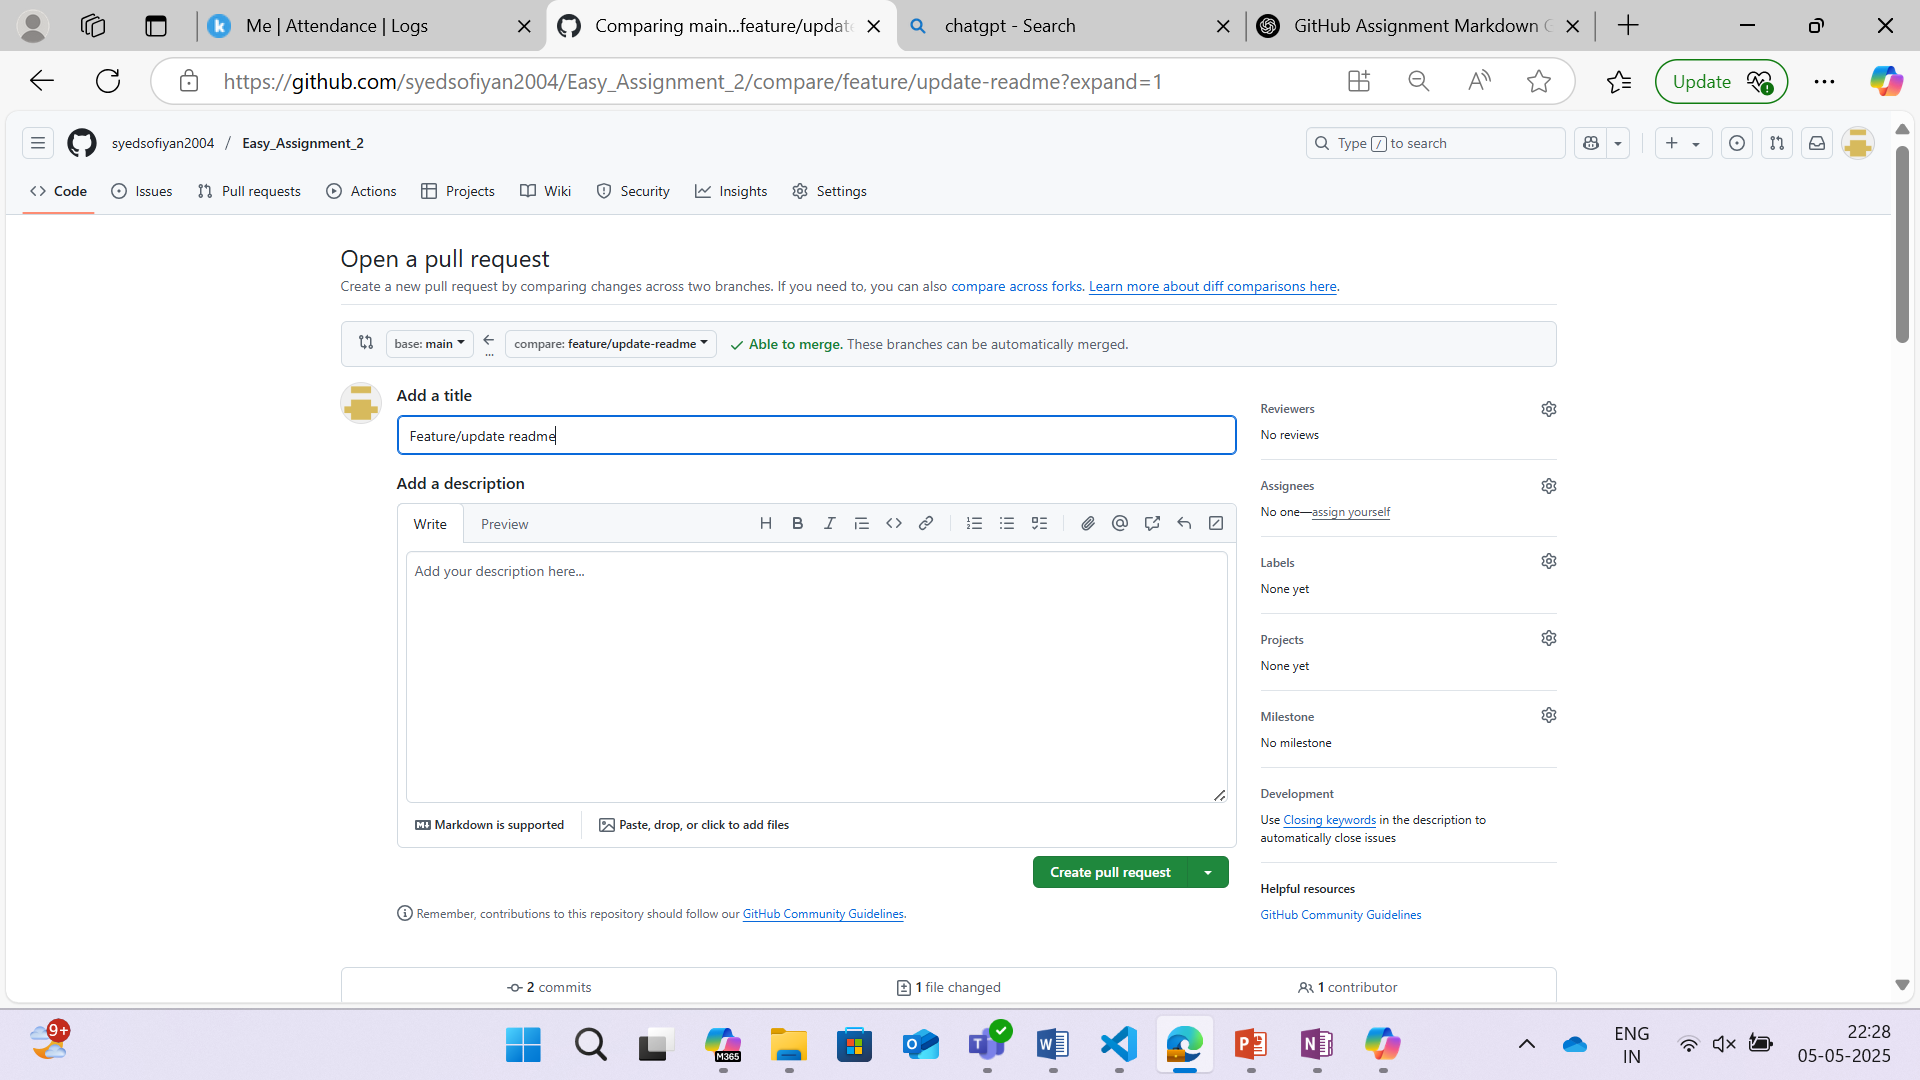 Me | Attendance | Logs
Comparing main...feature/update
chatgpt - Search
GitHub Assignment Markdown G
https://github.com/syedsofiyan2004/Easy_Assignment_2/compare/feature/update-readme?expand=1
Update
syedsofiyan2004 / Easy_Assignment_2
Type / to search
Code Issues Pull requests Actions Projects Wiki Security Insights Settings
Open a pull request
Create a new pull request by comparing changes across two branches. If you need to, you can also compare across forks. Learn more about diff comparisons here.
base: main ... compare: feature/update-readme Able to merge. These branches can be automatically merged.
Add a title
Feature/update readme
Add a description
Write Preview
Add your description here...
Markdown is supported
Paste, drop, or click to add files
Create pull request
Remember, contributions to this repository should follow our GitHub Community Guidelines.
Reviewers
No reviews
Assignees
No one—assign yourself
Labels
None yet
Projects
None yet
Milestone
No milestone
Development
Use Closing keywords in the description to
automatically close issues
Helpful resources
GitHub Community Guidelines
2 commits
1 file changed
1 contributor
9+
M365
ENG
IN
22:28
05-05-2025